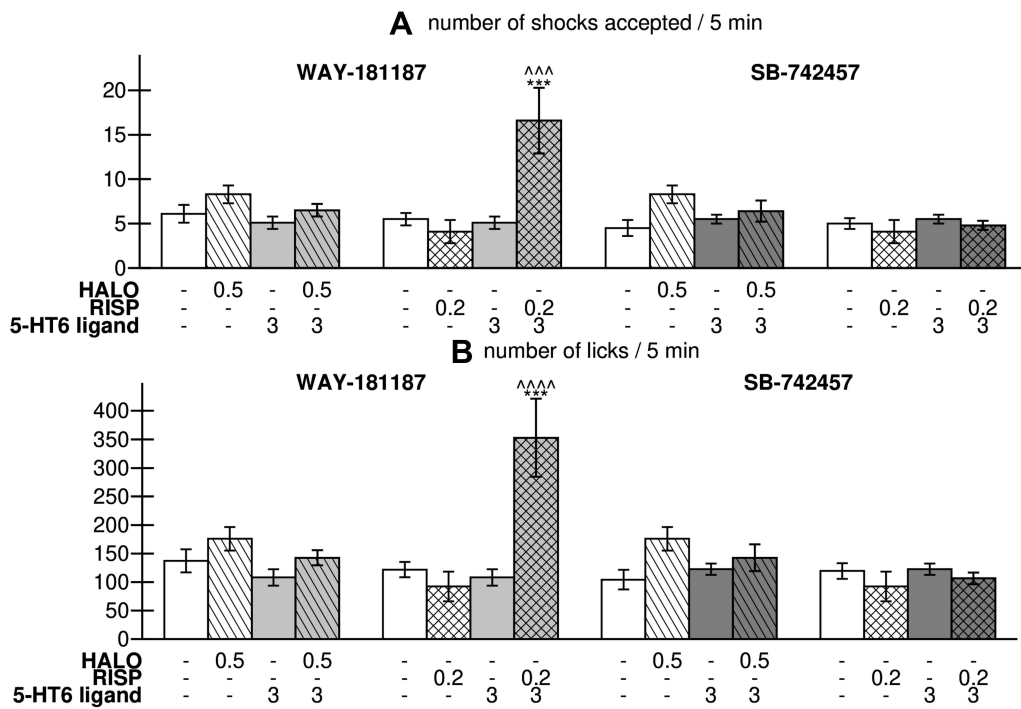 A number of shocks accepted / 5 min
WAY-181187
^^^
***
SB-742457
20
15
10
5
0
HALO - 0.5 - 0.5 - - - - - 0.5 - 0.5 - - - -
RISP - - - - - 0.2 - 0.2 - - - - - 0.2 - 0.2
5-HT6 ligand - - 3 3 - - 3 3 - - 3 3 - - 3 3
B number of licks / 5 min
WAY-181187
^^^^
***
SB-742457
400
350
300
250
200
150
100
50
0
HALO - 0.5 - 0.5 - - - - - 0.5 - 0.5 - - - -
RISP - - - - - 0.2 - 0.2 - - - - - 0.2 - 0.2
5-HT6 ligand - - 3 3 - - 3 3 - - 3 3 - - 3 3